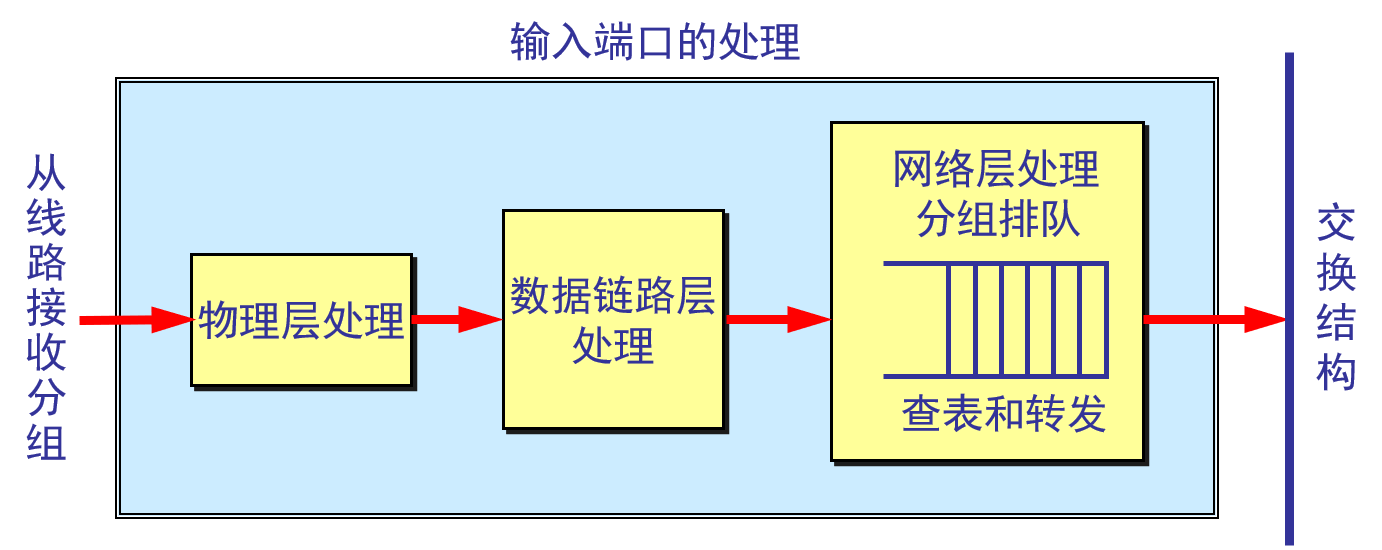 输入端口的处理
从线路接收分组
物理层处理
数据链路层
处理
网络层处理
分组排队
查表和转发
交换结构